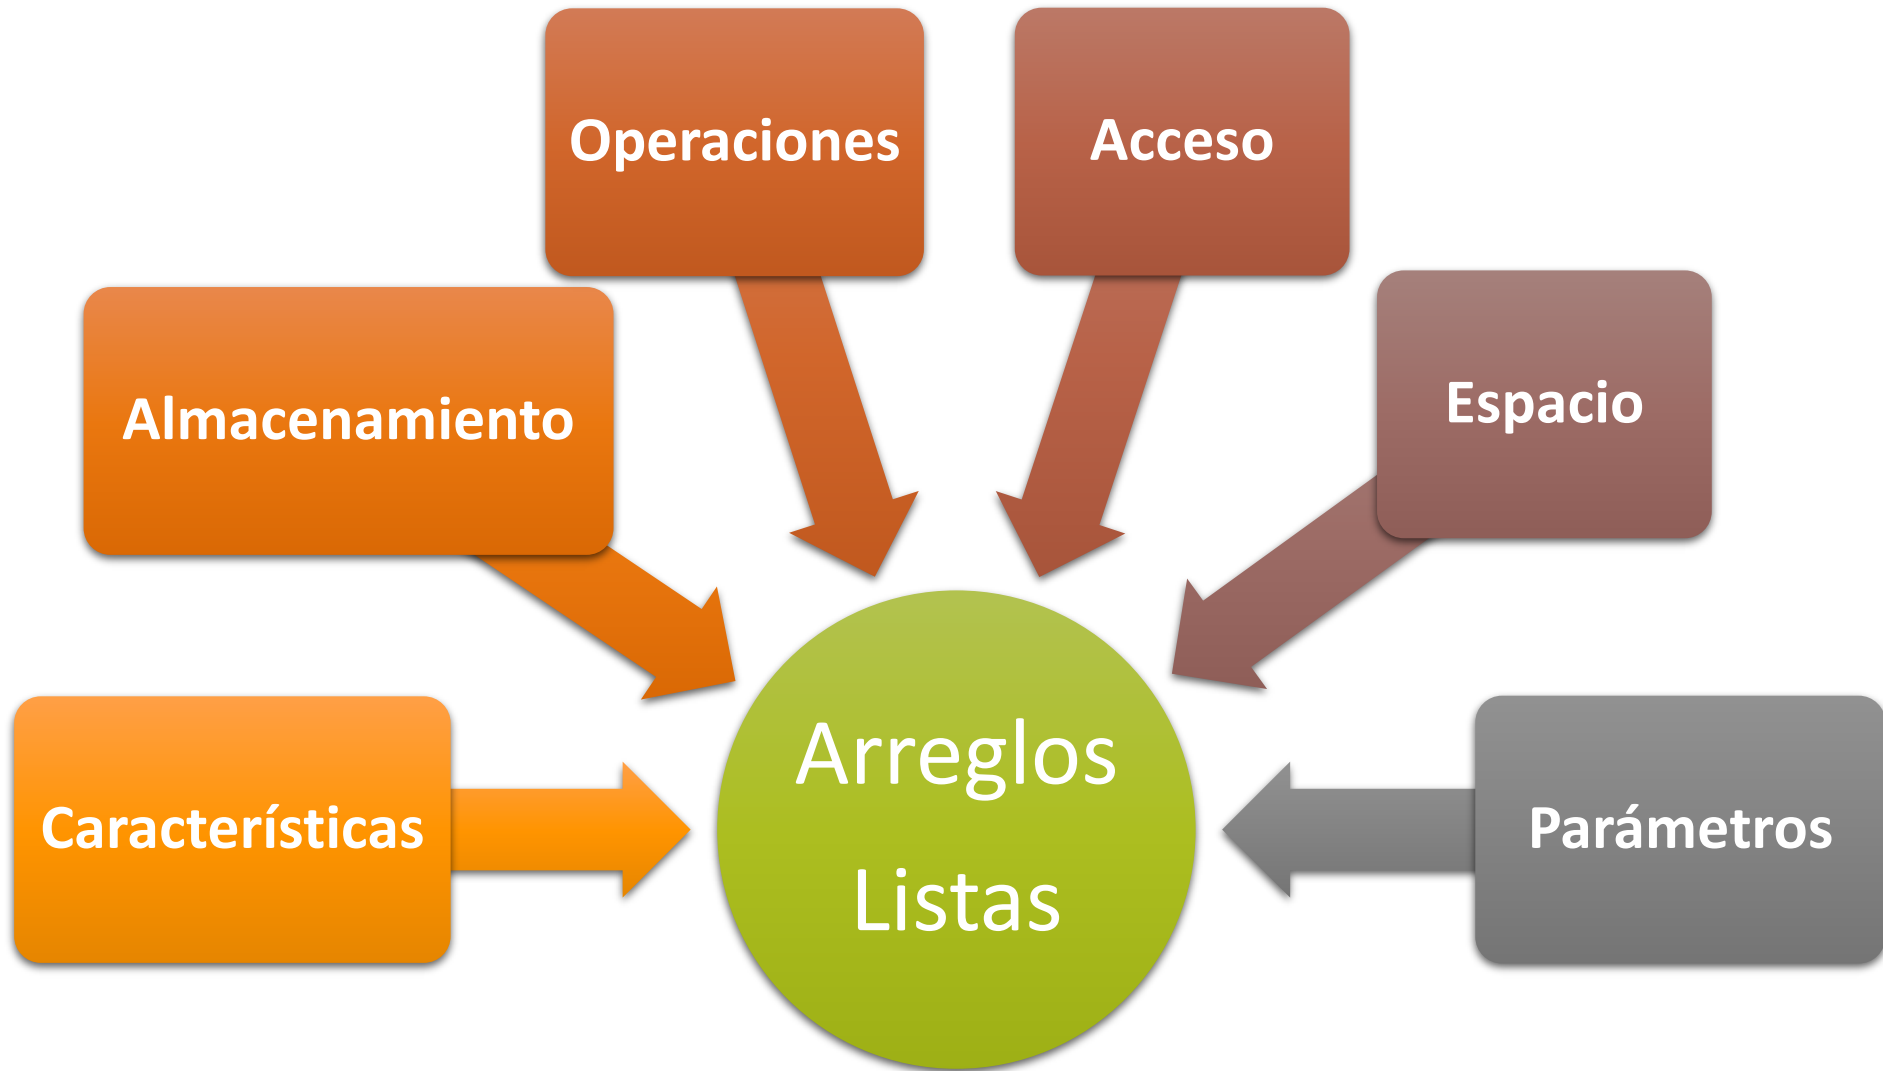 Operaciones
Acceso
Almacenamiento
Espacio
Características
Arreglos
Listas
Parámetros